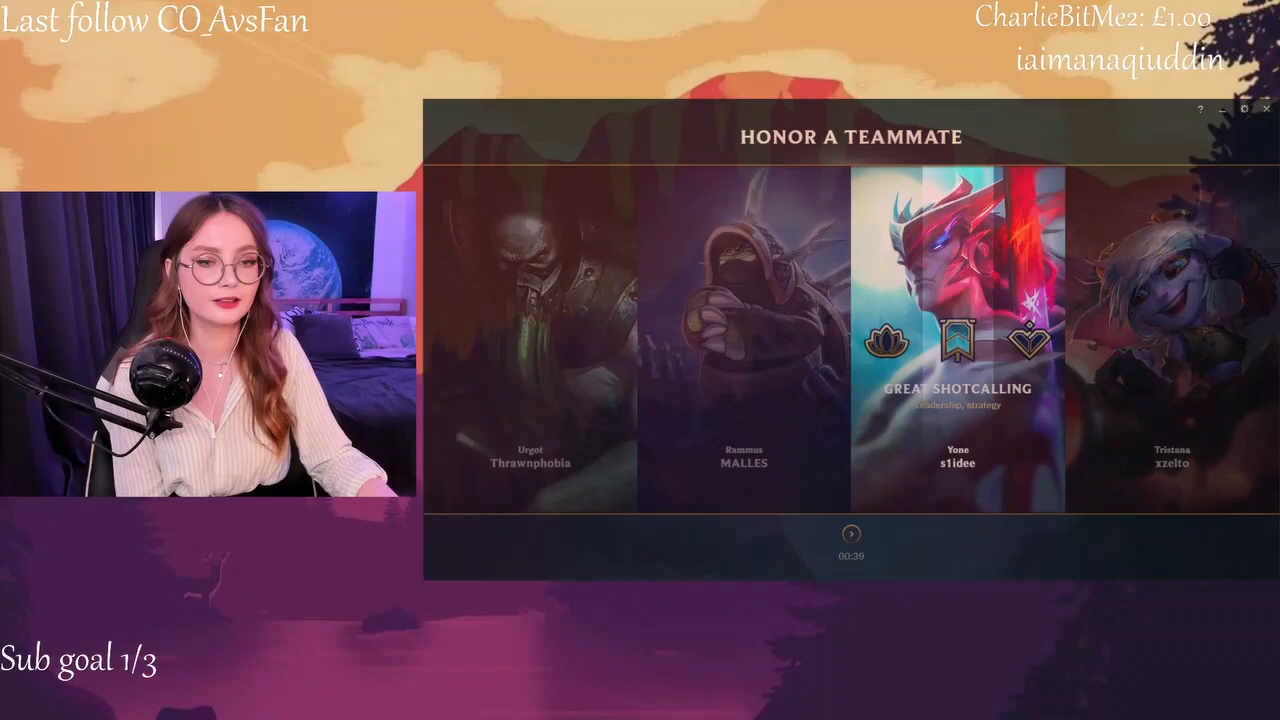 Last follow CO_AvsFan
CharlieBitMe2: £1.00
iaimanaqiuddin
?
HONOR A TEAMMATE
GREAT SHOTCALLING
Leadership, strategy
Urgot
Thrawnphobia
Rammus
MALLES
Yone
s1idee
Tristana
xzelto
00:39
Sub goal 1/3